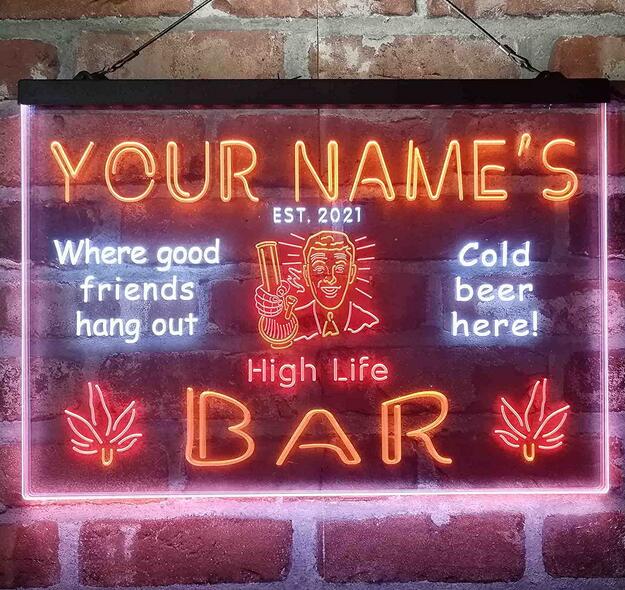 YOUR NAME'S
EST. 2021
Where good
friends
hang out
Cold
beer
here!
High Life
BAR